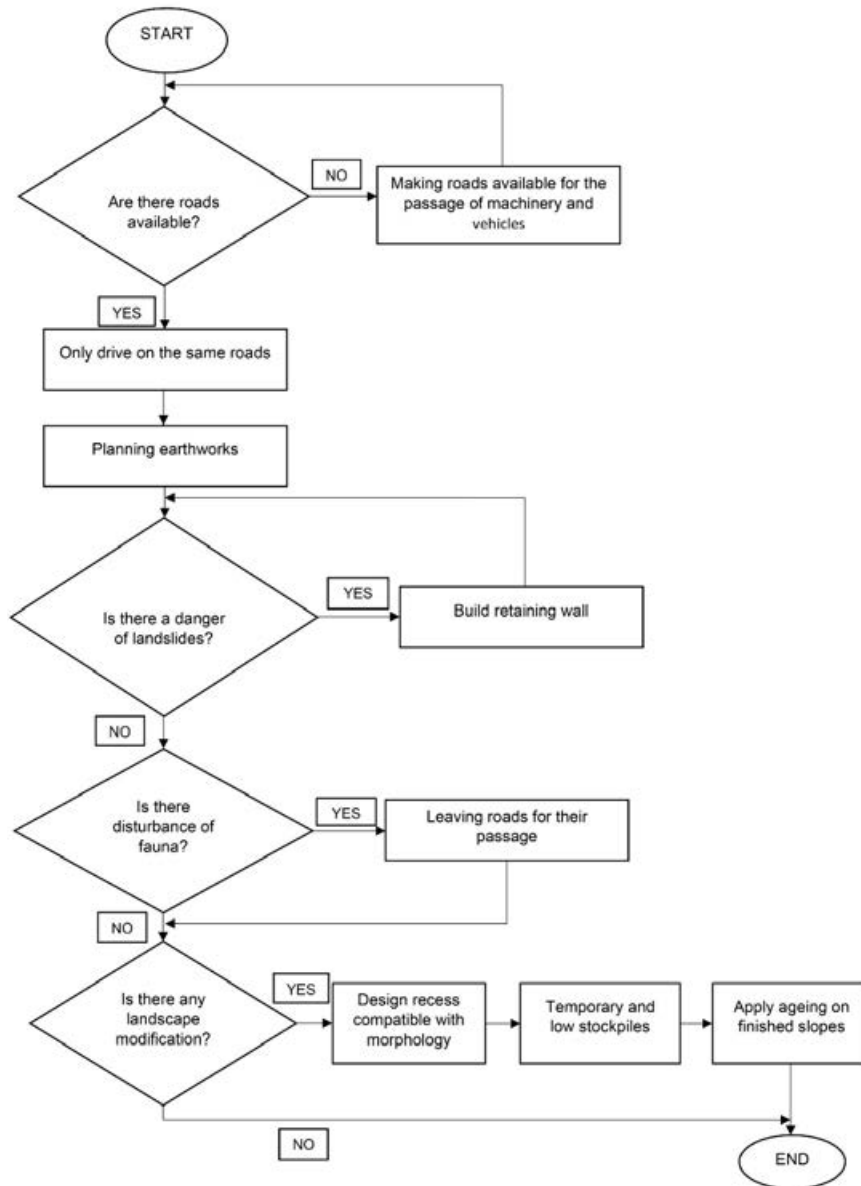 START
Are there roads
available?
NO
Making roads available for the
passage of machinery and
vehicles
YES
Only drive on the same roads
Planning earthworks
Is there a danger
of landslides?
YES
Build retaining wall
NO
Is there
disturbance of
fauna?
YES
Leaving roads for their
passage
NO
Is there any
landscape
modification?
YES
Design recess
compatible with
morphology
Temporary and
low stockpiles
Apply ageing on
finished slopes
NO
END